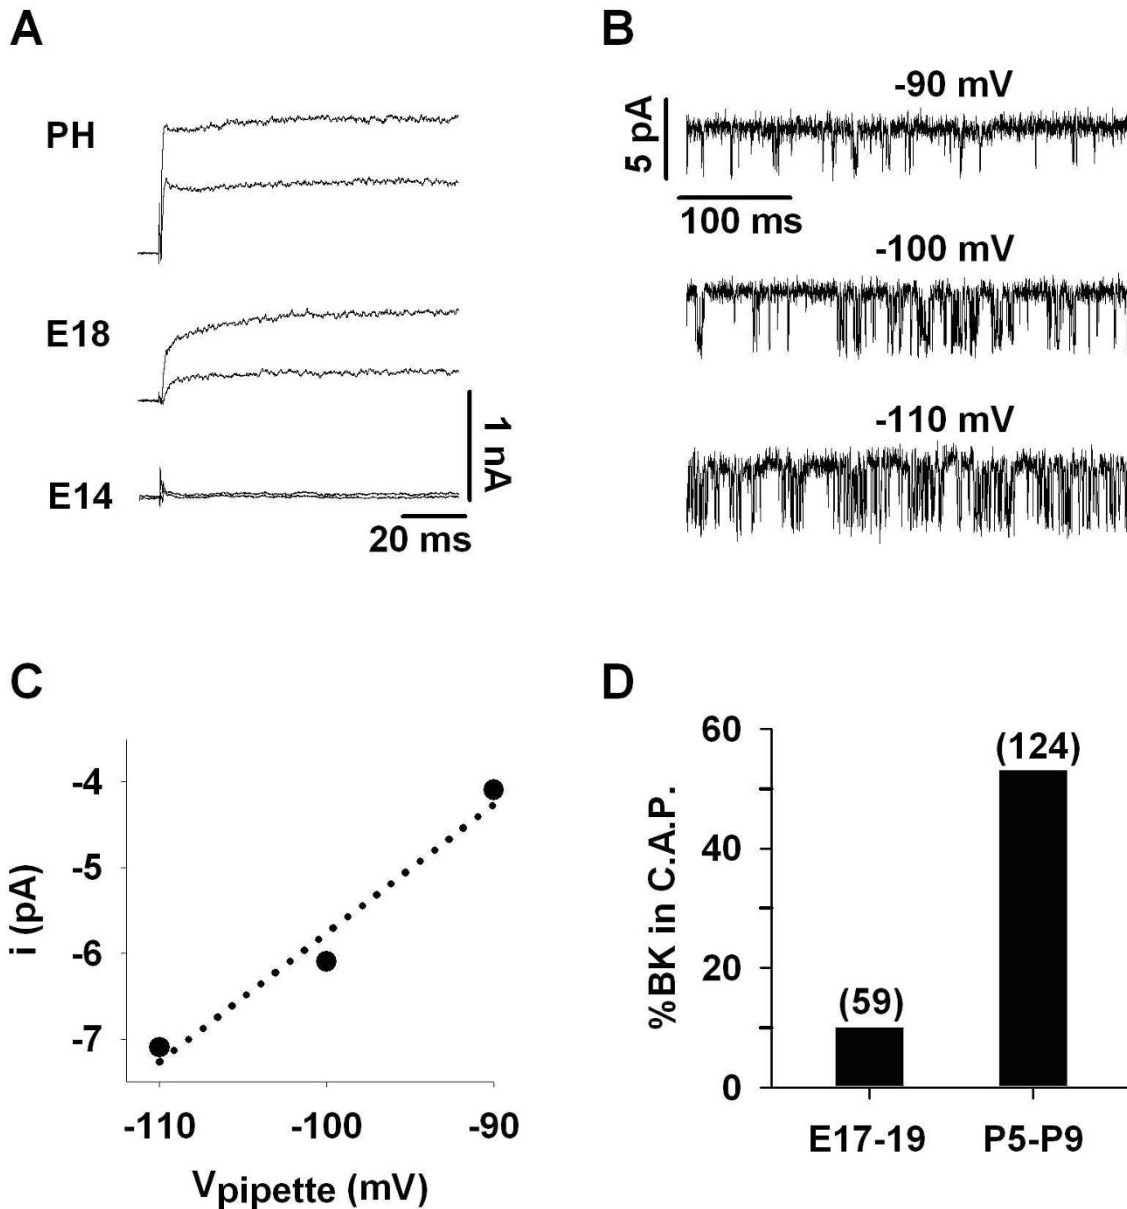 A
PH
E18
E14
1 nA
20 ms
B
-90 mV
5 pA
100 ms
-100 mV
-110 mV
C
i (pA)
-4
-5
-6
-7
-110 -100 -90
Vpipette (mV)
D
%BK in C.A.P.
60
40
20
0
(59)
(124)
E17-19 P5-P9